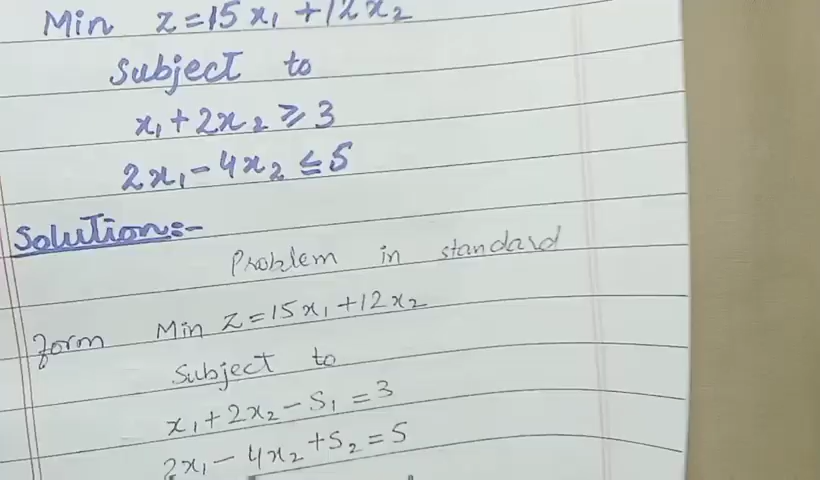 Min z=15x₁+12x₂
Subject to
x₁+2x₂⩾3
2x₁-4x₂≤5
Solution:-
Problem in standard
form Min z=15x₁+12x₂
Subject to
x₁+2x₂-S₁=3
2x₁-4x₂+S₂=5